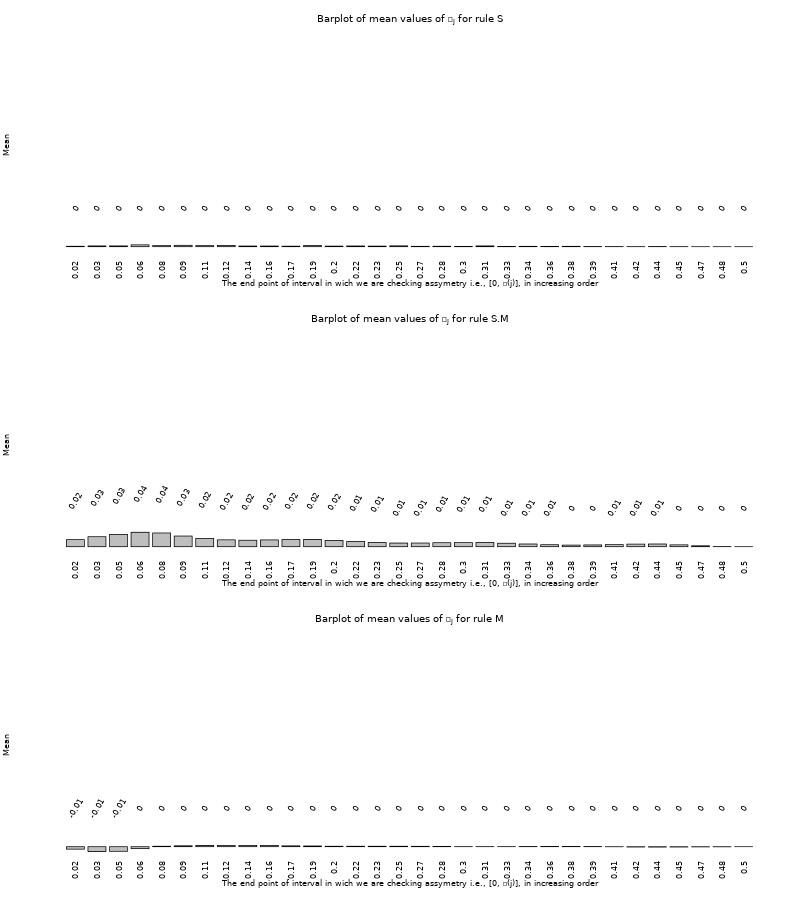 Barplot of mean values of □j for rule S
Mean
0 0 0 0 0 0 0 0 0 0 0 0 0 0 0 0 0 0 0 0 0 0 0 0 0 0 0 0 0 0 0 0
0.02 0.03 0.05 0.06 0.08 0.09 0.11 0.12 0.14 0.16 0.17 0.19 0.2 0.22 0.23 0.25 0.27 0.28 0.3 0.31 0.33 0.34 0.36 0.38 0.39 0.41 0.42 0.44 0.45 0.47 0.48 0.5
The end point of interval in wich we are checking assymetry i.e., [0, □(j)], in increasing order
Barplot of mean values of □j for rule S.M
Mean
0.02 0.03 0.03 0.04 0.04 0.03 0.02 0.02 0.02 0.02 0.02 0.02 0.02 0.01 0.01 0.01 0.01 0.01 0.01 0.01 0.01 0.01 0.01 0 0 0.01 0.01 0.01 0 0 0 0
0.02 0.03 0.05 0.06 0.08 0.09 0.11 0.12 0.14 0.16 0.17 0.19 0.2 0.22 0.23 0.25 0.27 0.28 0.3 0.31 0.33 0.34 0.36 0.38 0.39 0.41 0.42 0.44 0.45 0.47 0.48 0.5
The end point of interval in wich we are checking assymetry i.e., [0, □(j)], in increasing order
Barplot of mean values of □j for rule M
Mean
-0.01 -0.01 -0.01 0 0 0 0 0 0 0 0 0 0 0 0 0 0 0 0 0 0 0 0 0 0 0 0 0 0 0 0 0
0.02 0.03 0.05 0.06 0.08 0.09 0.11 0.12 0.14 0.16 0.17 0.19 0.2 0.22 0.23 0.25 0.27 0.28 0.3 0.31 0.33 0.34 0.36 0.38 0.39 0.41 0.42 0.44 0.45 0.47 0.48 0.5
The end point of interval in wich we are checking assymetry i.e., [0, □(j)], in increasing order